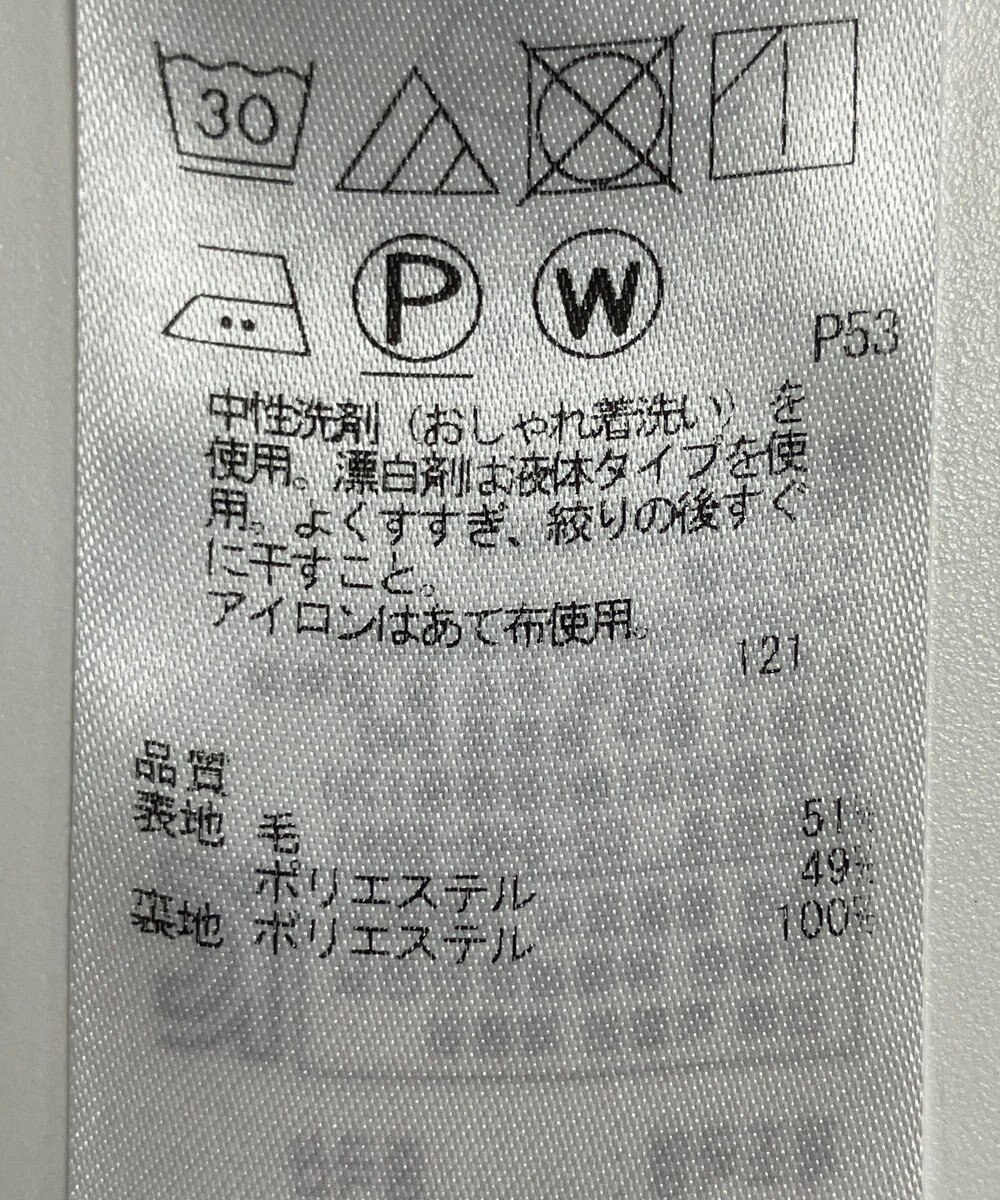 30
P W
P53
中性洗剤（おしゃれ着洗い）を
使用。漂白剤は液体タイプを使
用。よくすすぎ、絞りの後すぐ
に干すこと。
アイロンはあて布使用。
121
品質
表地 毛 51%
ポリエステル 49%
裏地 ポリエステル 100%